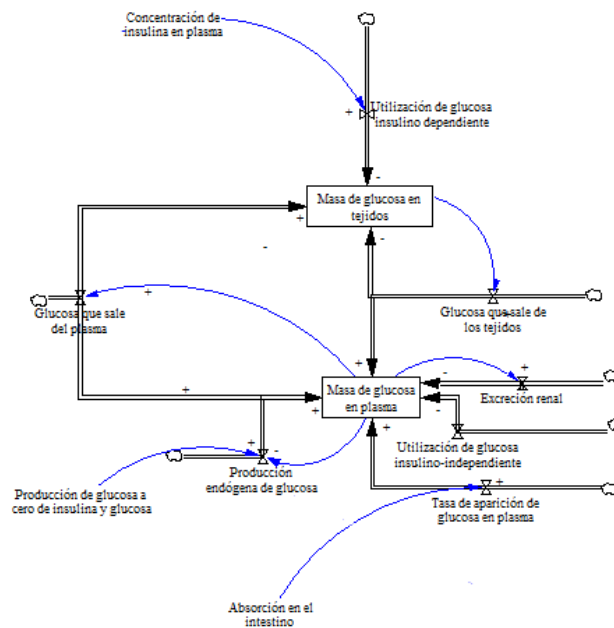 Concentración de
insulina en plasma
+
Utilización de glucosa
insulino dependiente
-
Masa de glucosa en
tejidos
+
-
-
+
Glucosa que sale
del plasma
Glucosa que sale de
los tejidos
+
-
+
Masa de glucosa
en plasma
+
+
-
+
Excreción renal
-
+
Utilización de glucosa
insulino-independiente
+
-
Producción
endógena de glucosa
Producción de glucosa a
cero de insulina y glucosa
+
Tasa de aparición de
glucosa en plasma
Absorción en el
intestino